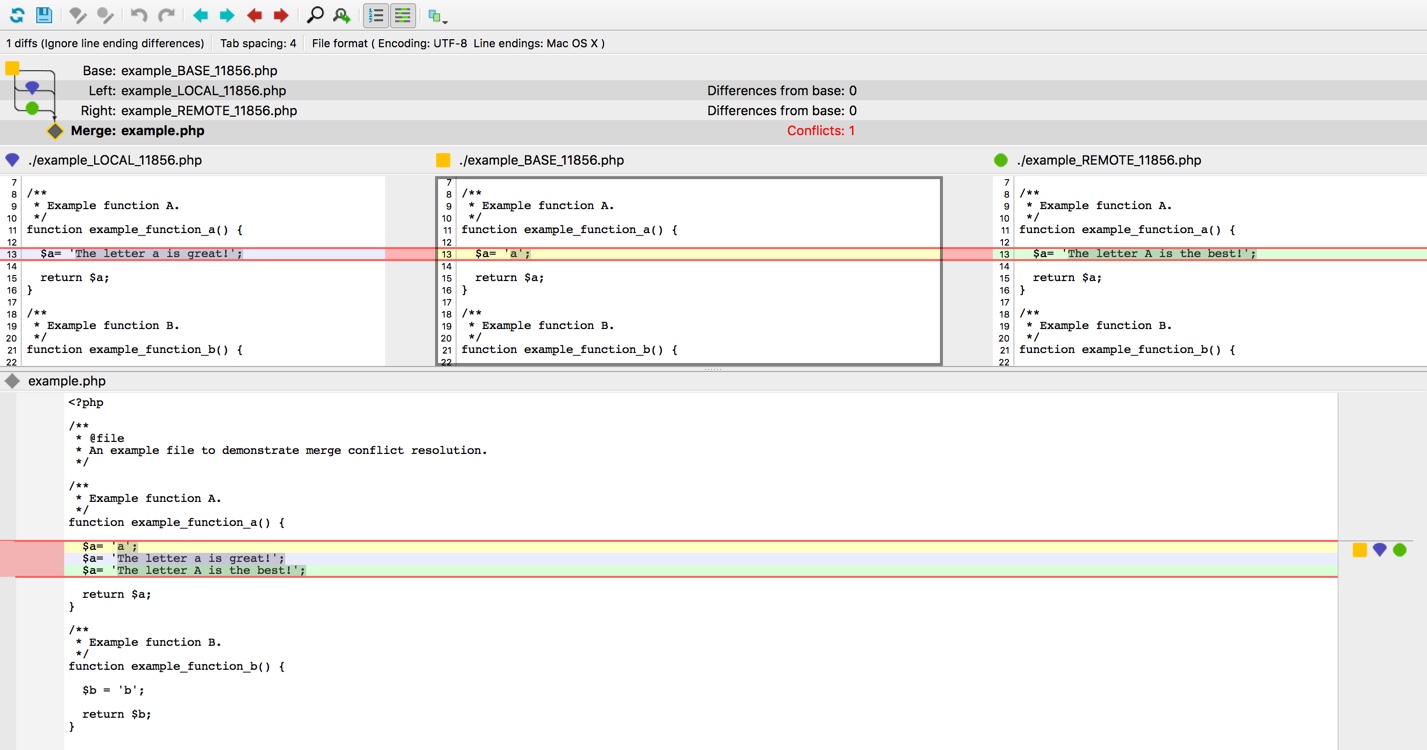 1 diffs (Ignore line ending differences) Tab spacing: 4 File format ( Encoding: UTF-8 Line endings: Mac OS X )
Base: example_BASE_11856.php
Left: example_LOCAL_11856.php Differences from base: 0
Right: example_REMOTE_11856.php Differences from base: 0
Merge: example.php Conflicts: 1
./example_LOCAL_11856.php
7
8 /**
9  * Example function A.
10  */
11 function example_function_a() {
12
13   $a= 'The letter a is great!';
14
15   return $a;
16 }
17
18 /**
19  * Example function B.
20  */
21 function example_function_b() {
22
./example_BASE_11856.php
7
8 /**
9  * Example function A.
10  */
11 function example_function_a() {
12
13   $a= 'a';
14
15   return $a;
16 }
17
18 /**
19  * Example function B.
20  */
21 function example_function_b() {
22
./example_REMOTE_11856.php
7
8 /**
9  * Example function A.
10  */
11 function example_function_a() {
12
13   $a= 'The letter A is the best!';
14
15   return $a;
16 }
17
18 /**
19  * Example function B.
20  */
21 function example_function_b() {
22
example.php
<?php
/**
 * @file
 * An example file to demonstrate merge conflict resolution.
 */
/**
 * Example function A.
 */
function example_function_a() {
  $a= 'a';
  $a= 'The letter a is great!';
  $a= 'The letter A is the best!';
  return $a;
}
/**
 * Example function B.
 */
function example_function_b() {
  $b = 'b';
  return $b;
}